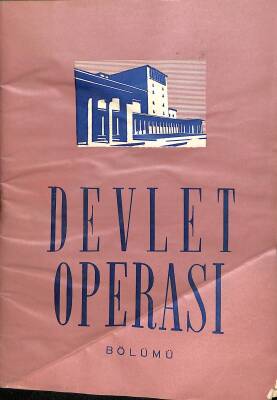 DEVLET
OPERASI
BÖLÜMÜ